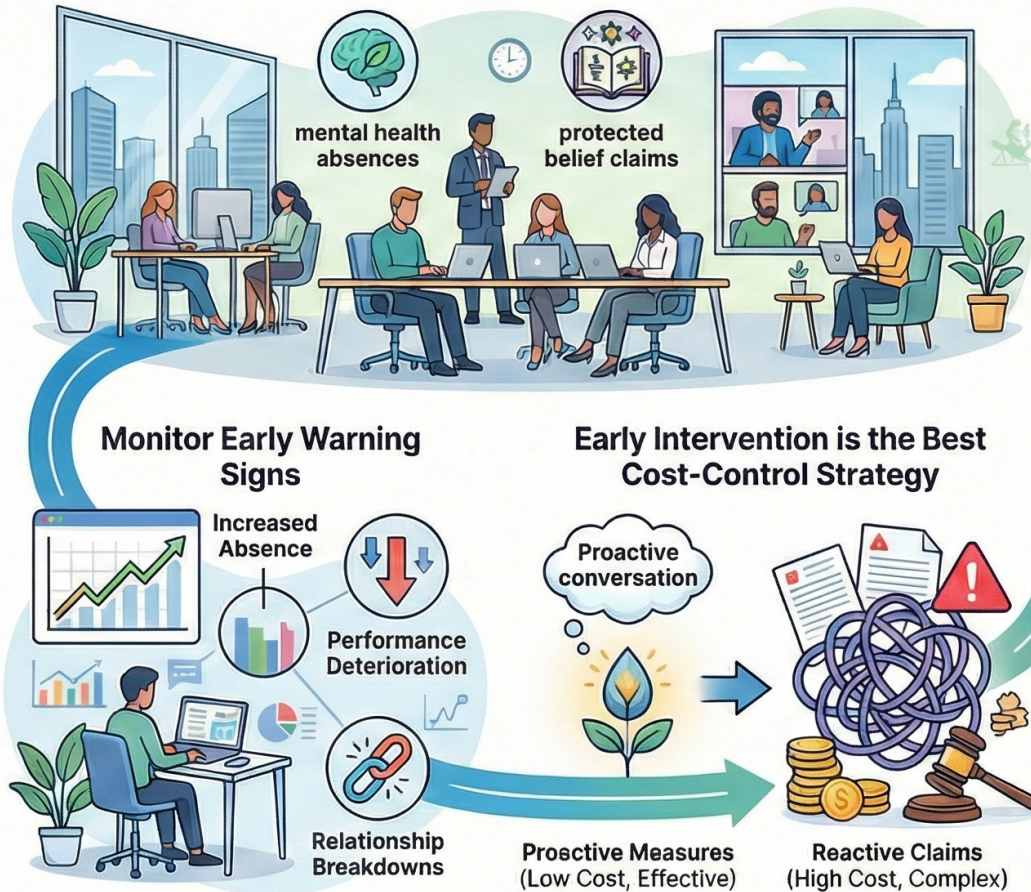 mental health
absences
protected
belief claims
Monitor Early Warning
Signs
Increased
Absence
Performance
Deterioration
Relationship
Breakdowns
Early Intervention is the Best
Cost-Control Strategy
Proactive
conversation
Prosctive Measures
(Low Cost, Effective)
Reactive Claims
(High Cost, Complex)